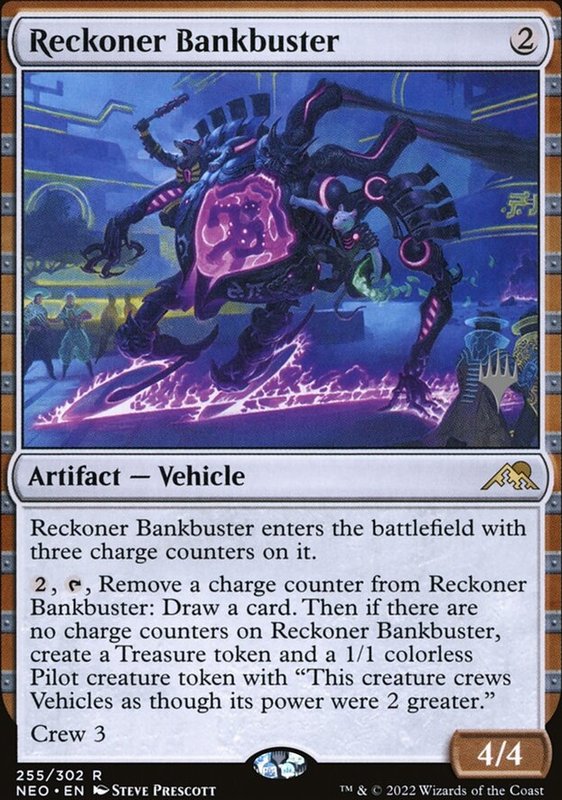 Reckoner Bankbuster 2
Artifact — Vehicle
Reckoner Bankbuster enters the battlefield with
three charge counters on it.
2, , Remove a charge counter from Reckoner
Bankbuster: Draw a card. Then if there are
no charge counters on Reckoner Bankbuster,
create a Treasure token and a 1/1 colorless
Pilot creature token with “This creature crews
Vehicles as though its power were 2 greater.”
Crew 3
4/4
255/302 R
NEO • EN STEVE PRESCOTT
™ & © 2022 Wizards of the Coast